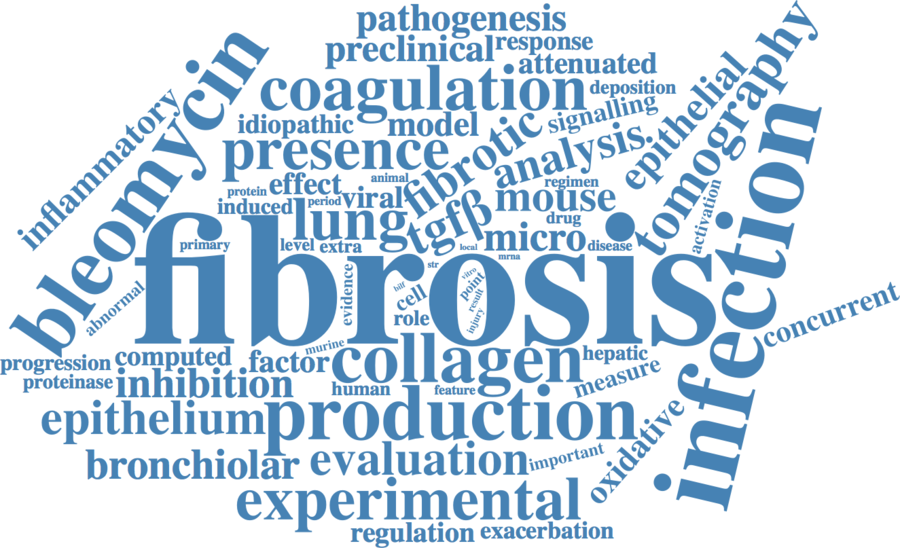 pathogenesis
preclinical
response
attenuated
coagulation
deposition
idiopathic
model
signalling
presence
fibrotic
analysis
epithelial
tomography
bleomycin
inflammatory
protein
effect
animal
regimen
induced
period
viral
mouse
lung
tgfβ
drug
micro
disease
activation
infection
fibrosis
primary
level
extra
local
mrna
str
vitro
point
result
injury
evidence
cell
role
abnormal
concurrent
progression
computed
factor
murine
collagen
hepatic
proteinase
inhibition
human
feature
measure
epithelium
production
oxidative
bronchiolar
evaluation
important
experimental
regulation
exacerbation